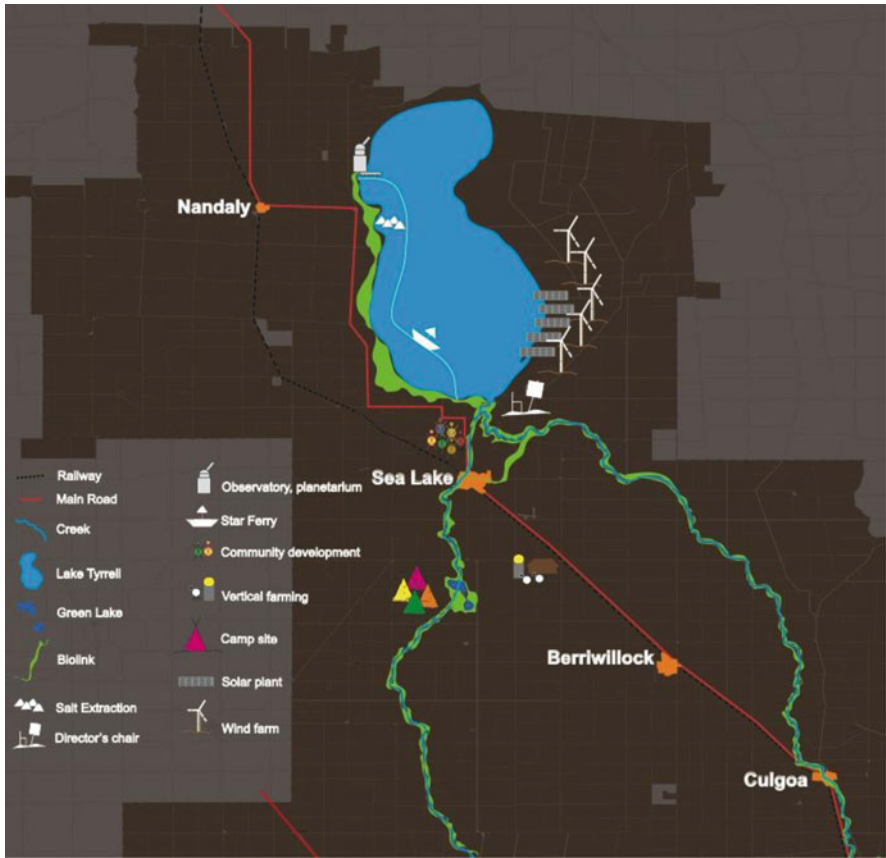 Nandaly
Sea Lake
Berriwillock
Culgoa
Railway
Main Road
Creek
Lake Tyrrell
Green Lake
Biolink
Salt Extraction
Director's chair
Observatory, planetarium
Star Ferry
Community development
Vertical farming
Camp site
Solar plant
Wind farm